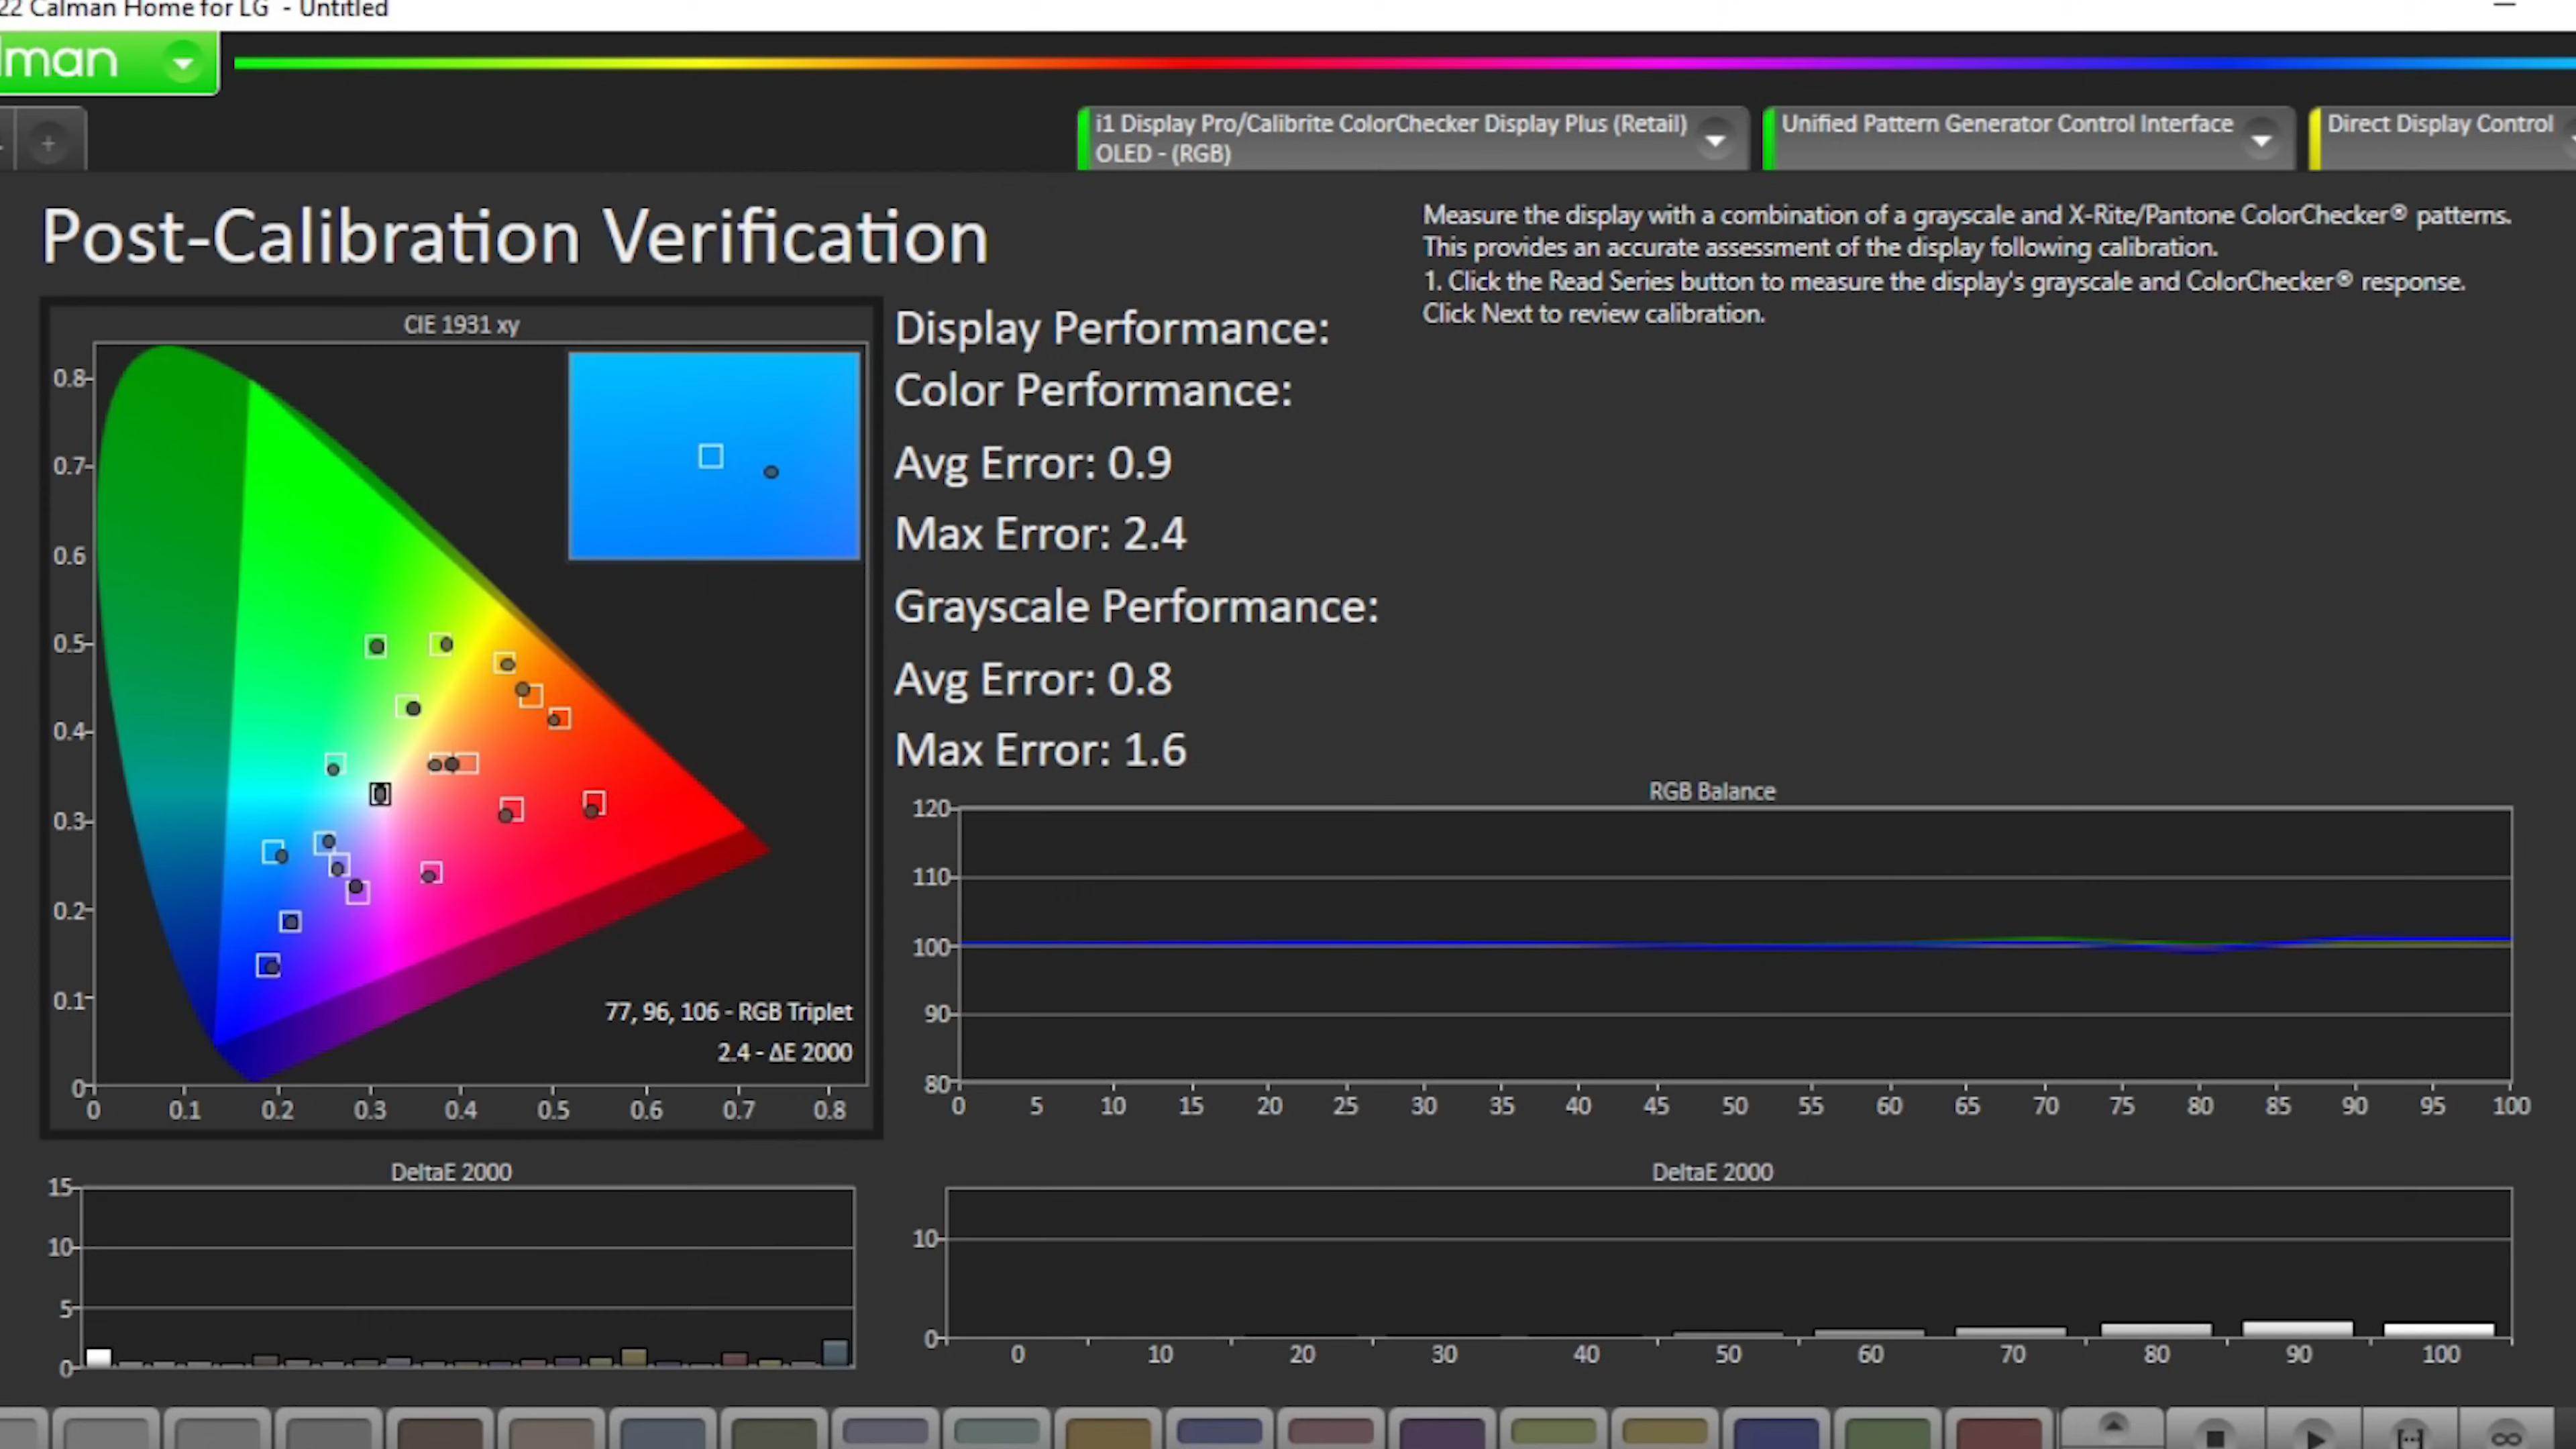 22 Calman Home for LG - Untitled
lman
i1 Display Pro/Calibrite ColorChecker Display Plus (Retail)
OLED - (RGB)
Unified Pattern Generator Control Interface
Direct Display Control
Post-Calibration Verification
Measure the display with a combination of a grayscale and X-Rite/Pantone ColorChecker® patterns.
This provides an accurate assessment of the display following calibration.
1. Click the Read Series button to measure the display's grayscale and ColorChecker® response.
Click Next to review calibration.
CIE 1931 xy
0.8
0.7
0.6
0.5
0.4
0.3
0.2
0.1
0
0 0.1 0.2 0.3 0.4 0.5 0.6 0.7 0.8
77, 96, 106 - RGB Triplet
2.4 - ΔE 2000
Display Performance:
Color Performance:
Avg Error: 0.9
Max Error: 2.4
Grayscale Performance:
Avg Error: 0.8
Max Error: 1.6
RGB Balance
120
110
100
90
80
0 5 10 15 20 25 30 35 40 45 50 55 60 65 70 75 80 85 90 95 100
DeltaE 2000
15
10
5
0
DeltaE 2000
10
0
0 10 20 30 40 50 60 70 80 90 100